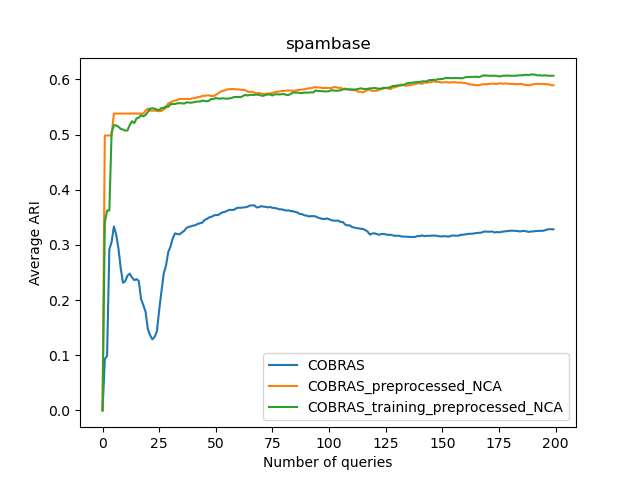 spambase
Average ARI
0.6
0.5
0.4
0.3
0.2
0.1
0.0
COBRAS
COBRAS_preprocessed_NCA
COBRAS_training_preprocessed_NCA
0 25 50 75 100 125 150 175 200
Number of queries